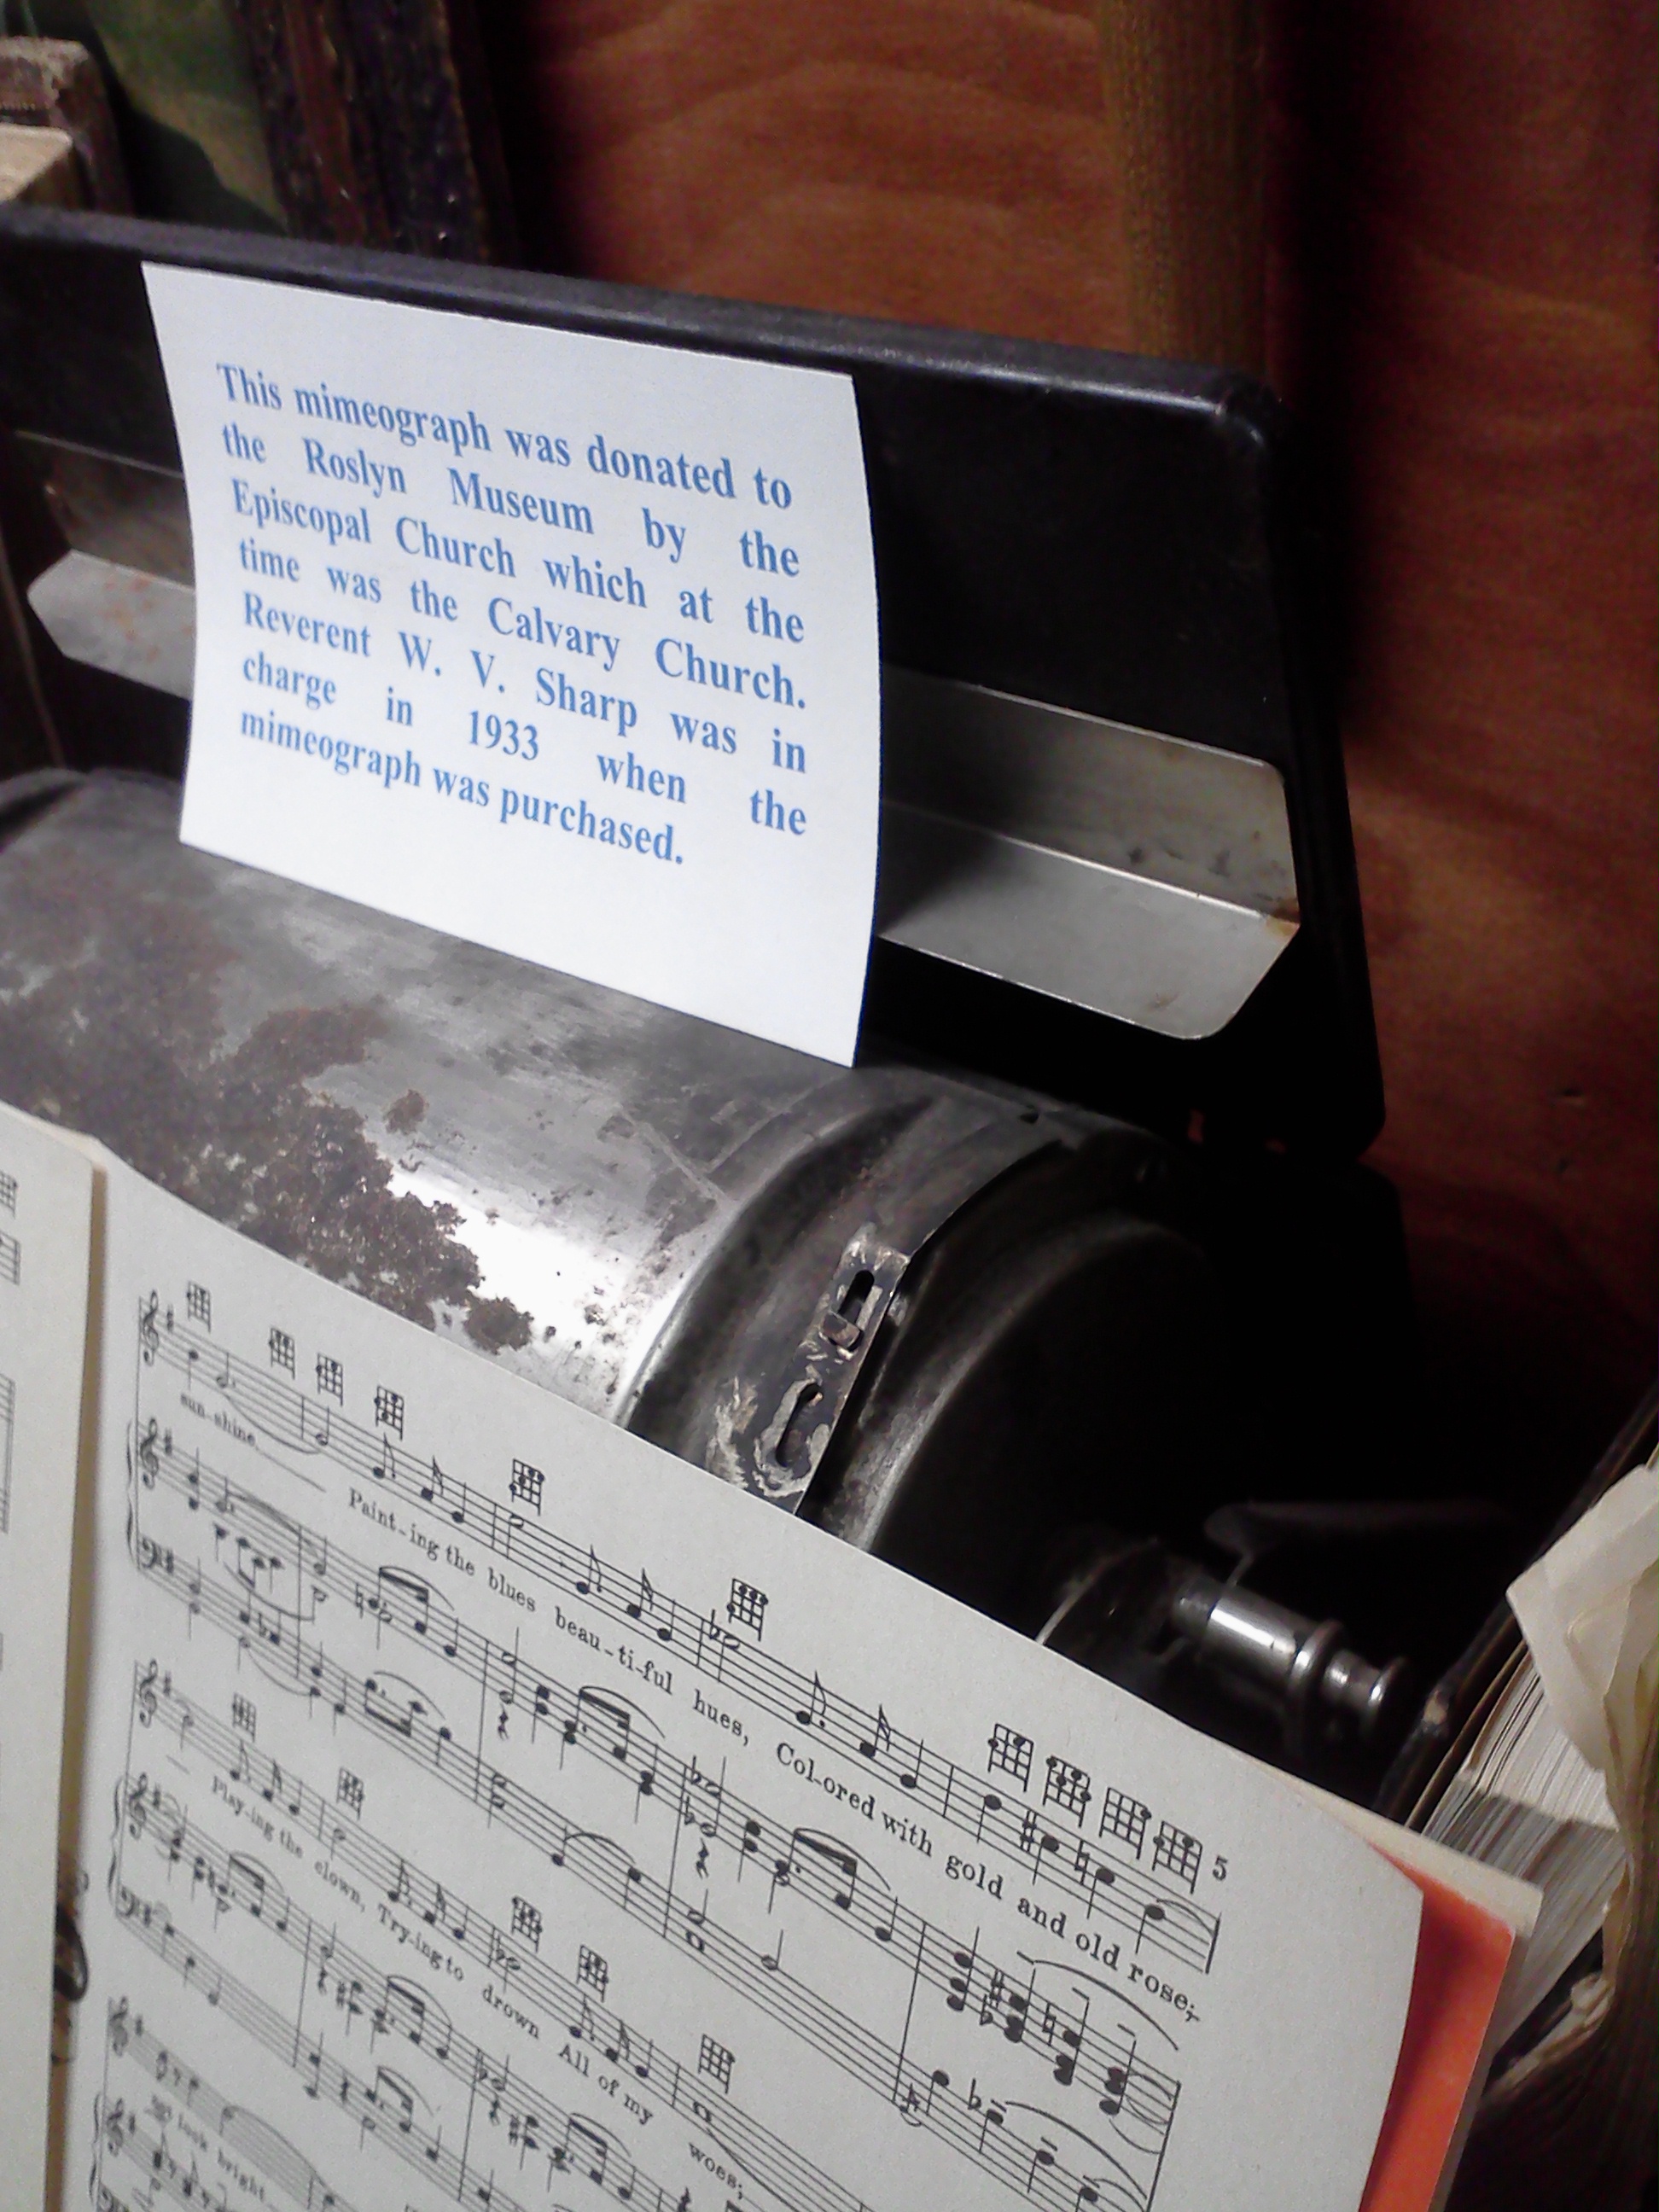 This mimeograph was donated to
the Roslyn Museum by the
Episcopal Church which at the
time was the Calvary Church.
Reverent W. V. Sharp was in
charge in 1933 when the
mimeograph was purchased.
sun-shine
Paint-ing the blues beau-ti-ful hues, Col-ored with gold and old rose;
5
Play-ing the clown, Try-ing to drown All of my woes;
look bright